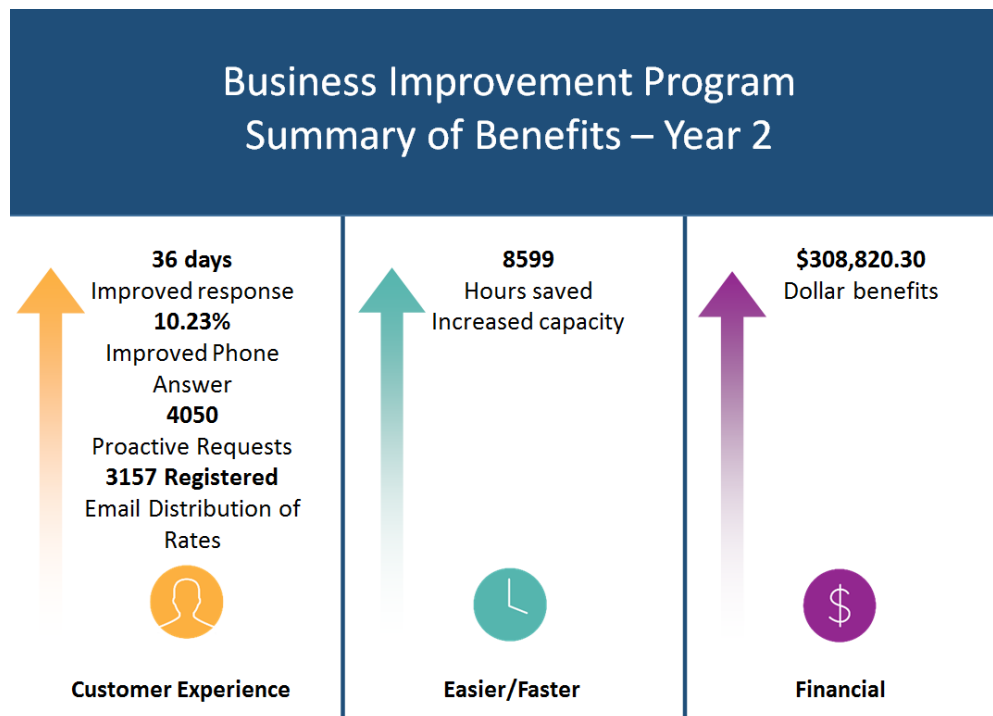 Business Improvement Program
Summary of Benefits – Year 2
36 days
Improved response
10.23%
Improved Phone
Answer
4050
Proactive Requests
3157 Registered
Email Distribution of
Rates
Customer Experience
8599
Hours saved
Increased capacity
Easier/Faster
$308,820.30
Dollar benefits
$
Financial